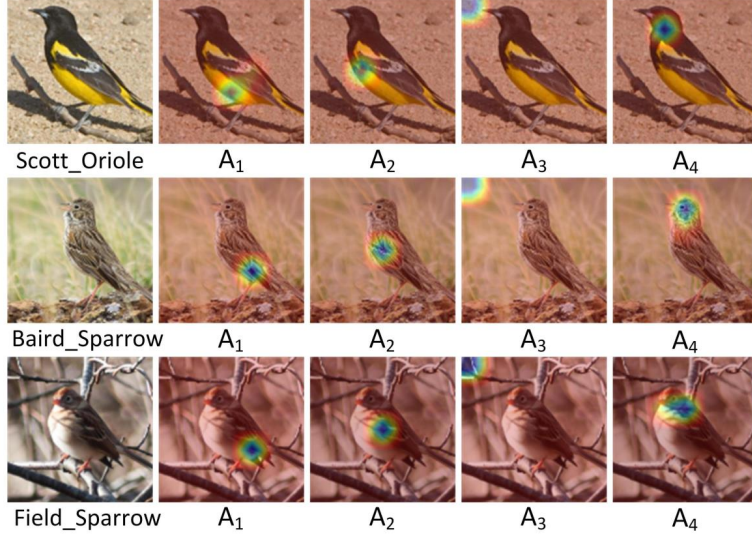 Scott_Oriole A₁ A₂ A₃ A₄
Baird_Sparrow A₁ A₂ A₃ A₄
Field_Sparrow A₁ A₂ A₃ A₄